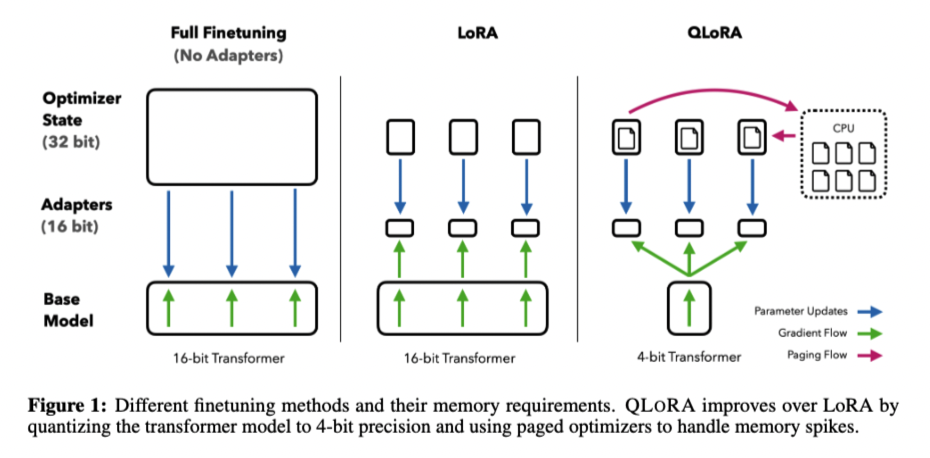 Full Finetuning
(No Adapters)
LoRA
QLoRA
Optimizer
State
(32 bit)
CPU
Adapters
(16 bit)
Base
Model
Parameter Updates
Gradient Flow
Paging Flow
16-bit Transformer
16-bit Transformer
4-bit Transformer
Figure 1: Different finetuning methods and their memory requirements. QLORA improves over LoRA by
quantizing the transformer model to 4-bit precision and using paged optimizers to handle memory spikes.